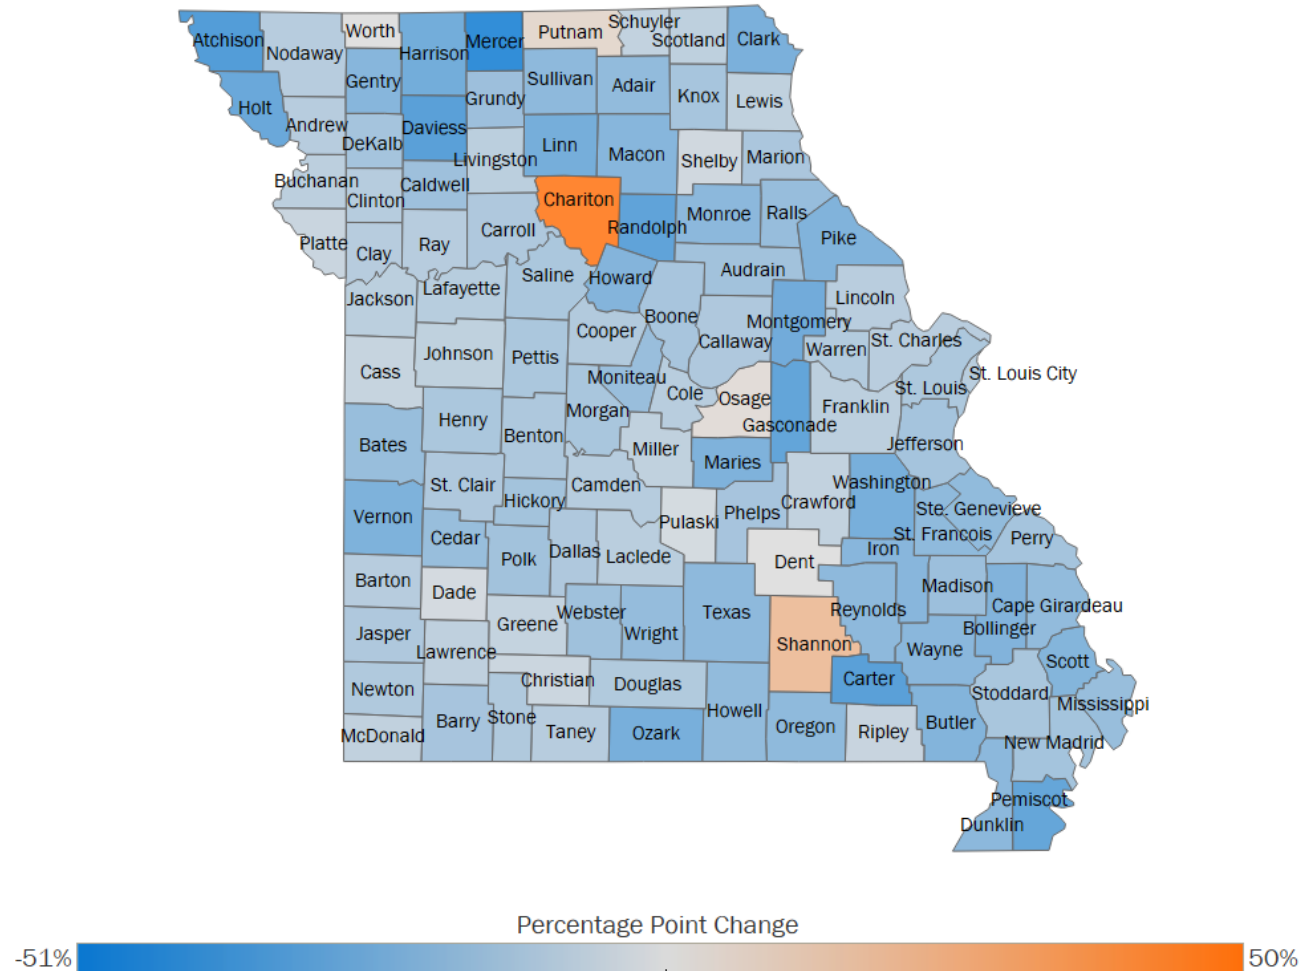 Schuyler
Atchison
Nodaway
Worth
Harrison
Mercer
Putnam
Scotland
Clark
Gentry
Sullivan
Adair
Knox
Lewis
Holt
Andrew
DeKalb
Daviess
Grundy
Livingston
Linn
Macon
Shelby
Marion
Buchanan
Clinton
Caldwell
Chariton
Randolph
Monroe
Ralls
Pike
Platte
Clay
Ray
Carroll
Saline
Howard
Audrain
Jackson
Lafayette
Cooper
Boone
Callaway
Montgomery
Lincoln
Warren
St. Charles
Cass
Johnson
Pettis
Moniteau
Cole
Osage
Gasconade
Franklin
St. Louis
St. Louis City
Jefferson
Bates
Henry
Benton
Morgan
Miller
Maries
Vernon
St. Clair
Hickory
Camden
Pulaski
Phelps
Crawford
Washington
Ste. Genevieve
St. Francois
Perry
Cedar
Polk
Dallas
Laclede
Dent
Iron
Madison
Cape Girardeau
Bollinger
Barton
Dade
Greene
Webster
Wright
Texas
Shannon
Reynolds
Wayne
Scott
Jasper
Lawrence
Christian
Douglas
Carter
Stoddard
Mississippi
Newton
Barry
Stone
Taney
Ozark
Howell
Oregon
Ripley
Butler
New Madrid
McDonald
Pemiscot
Dunklin
Percentage Point Change
-51%
50%